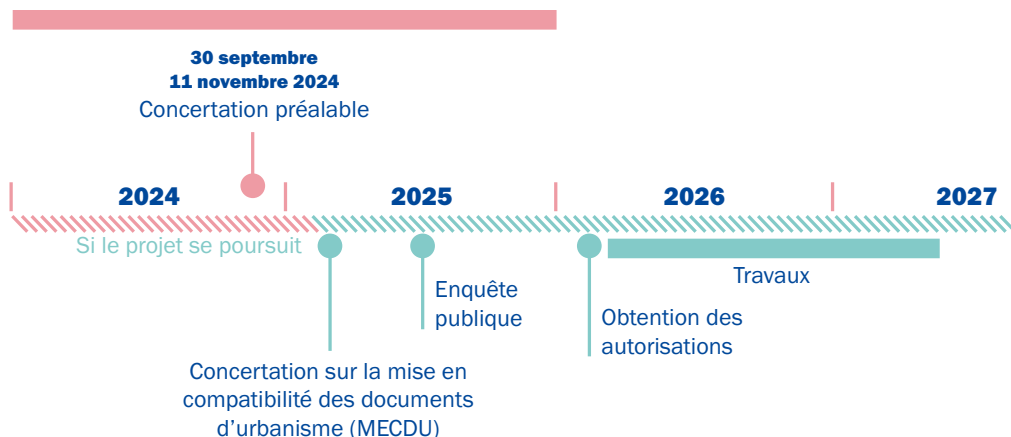 30 septembre
11 novembre 2024
Concertation préalable
2024
2025
2026
2027
Si le projet se poursuit
Enquête
publique
Travaux
Obtention des
autorisations
Concertation sur la mise en
compatibilité des documents
d'urbanisme (MECDU)